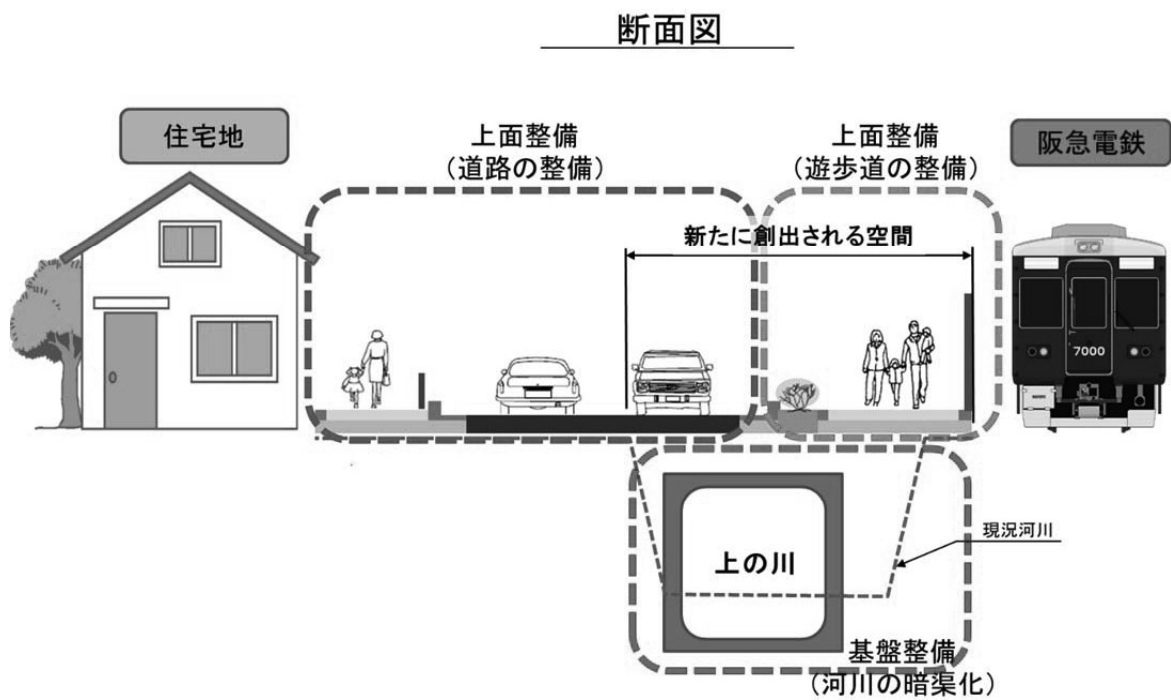 断面図
住宅地
上面整備
（道路の整備）
上面整備
（遊歩道の整備）
阪急電鉄
新たに創出される空間
7000
現況河川
上の川
基盤整備
（河川の暗渠化）